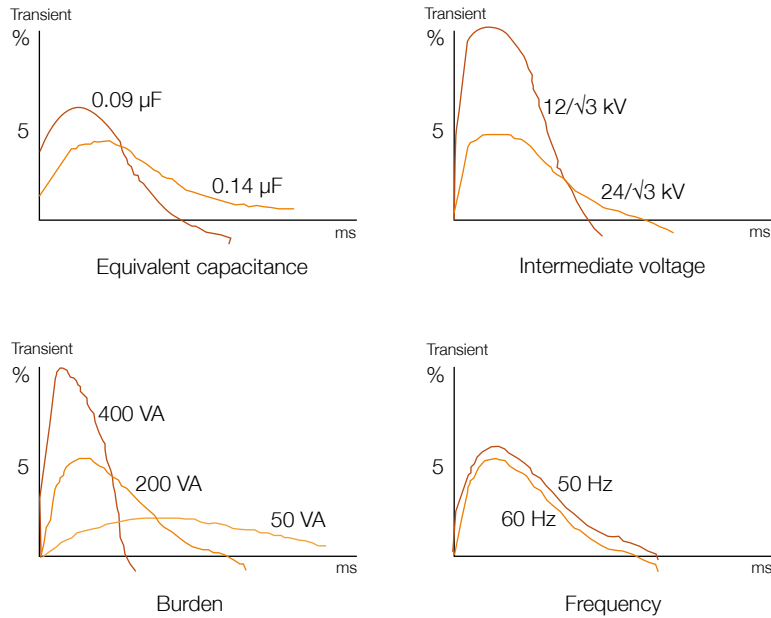 Transient
%
5
0.09 µF
0.14 µF
ms
Equivalent capacitance
Transient
%
5
12/√3 kV
24/√3 kV
ms
Intermediate voltage
Transient
%
5
400 VA
200 VA
50 VA
ms
Burden
Transient
%
5
50 Hz
60 Hz
ms
Frequency